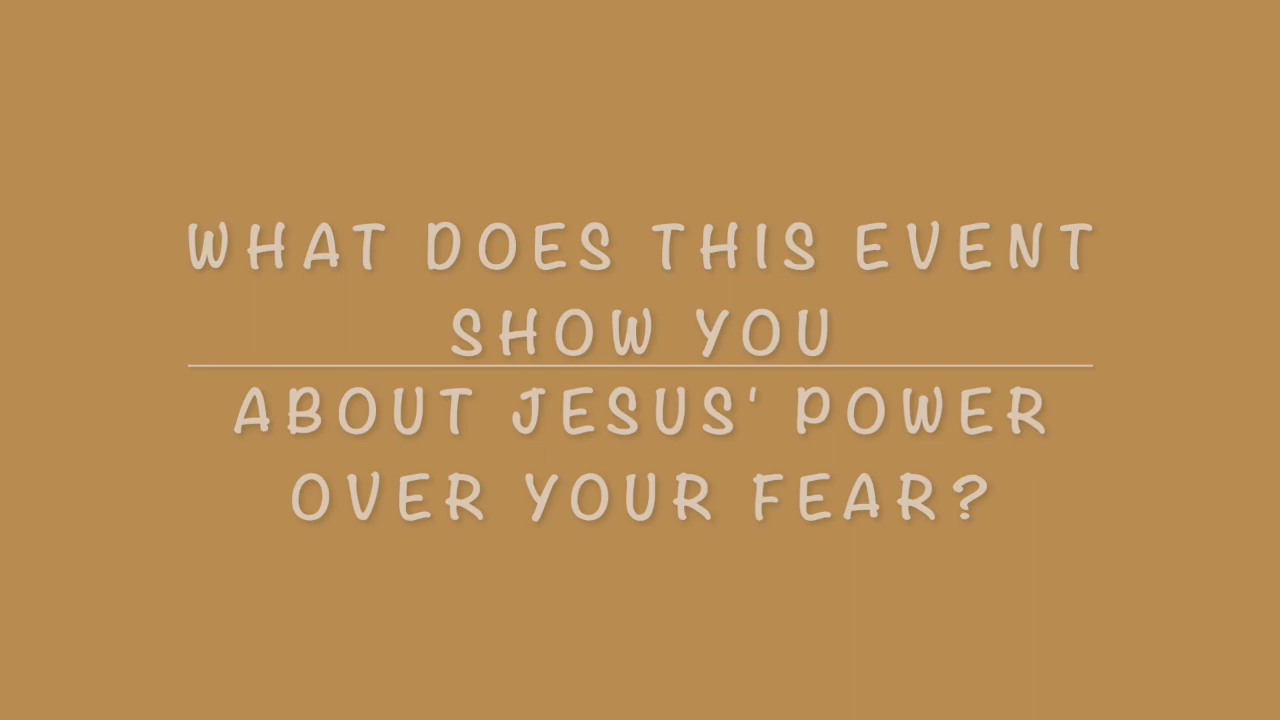 WHAT DOES THIS EVENT
SHOW YOU
ABOUT JESUS' POWER
OVER YOUR FEAR?